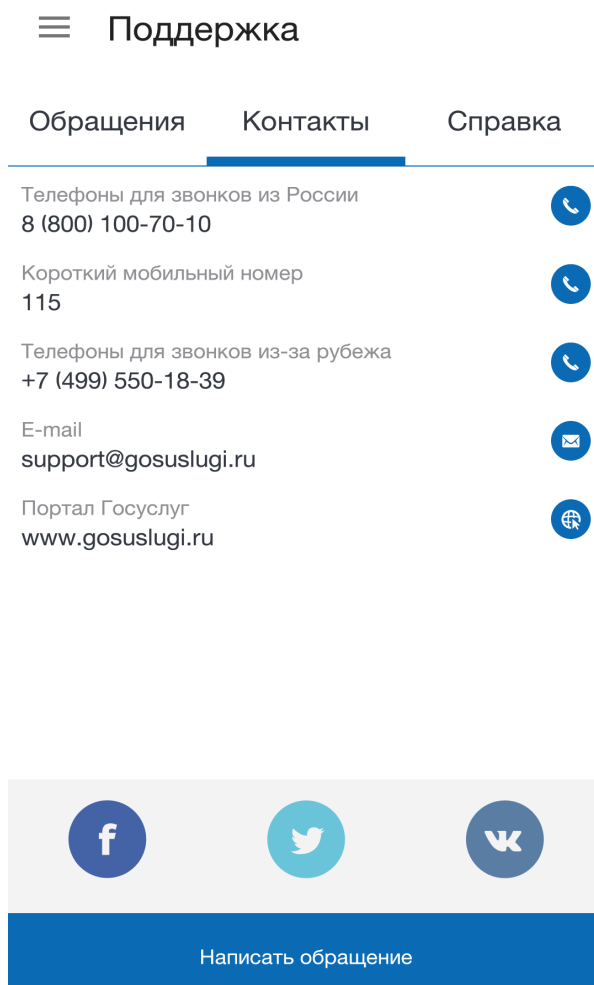 Поддержка
Обращения Контакты Справка
Телефоны для звонков из России
8 (800) 100-70-10
Короткий мобильный номер
115
Телефоны для звонков из-за рубежа
+7 (499) 550-18-39
E-mail
support@gosuslugi.ru
Портал Госуслуг
www.gosuslugi.ru
Написать обращение